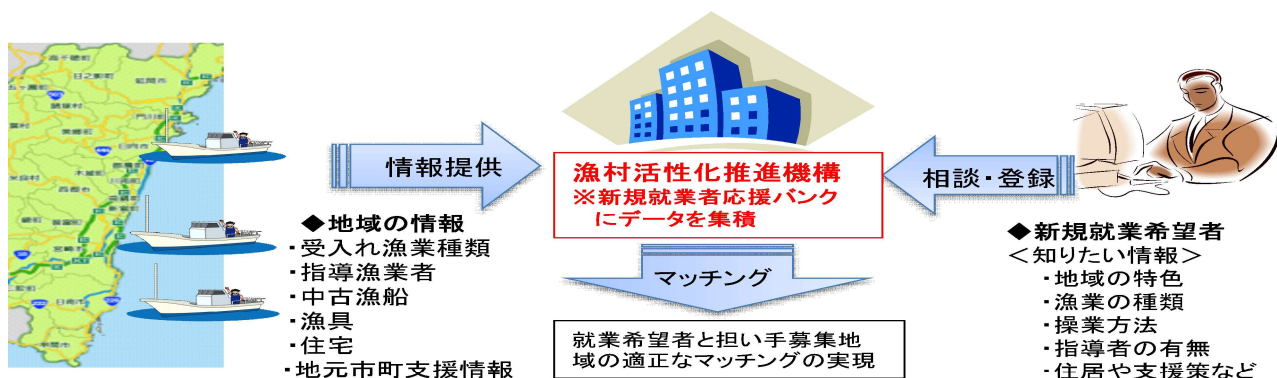 情報提供
◆地域の情報
・受入れ漁業種類
・指導漁業者
・中古漁船
・漁具
・住宅
・地元市町支援情報
漁村活性化推進機構
※新規就業者応援バンク
にデータを集積
マッチング
就業希望者と担い手募集地
域の適正なマッチングの実現
相談・登録
◆新規就業希望者
＜知りたい情報＞
・地域の特色
・漁業の種類
・操業方法
・指導者の有無
・住居や支援策など